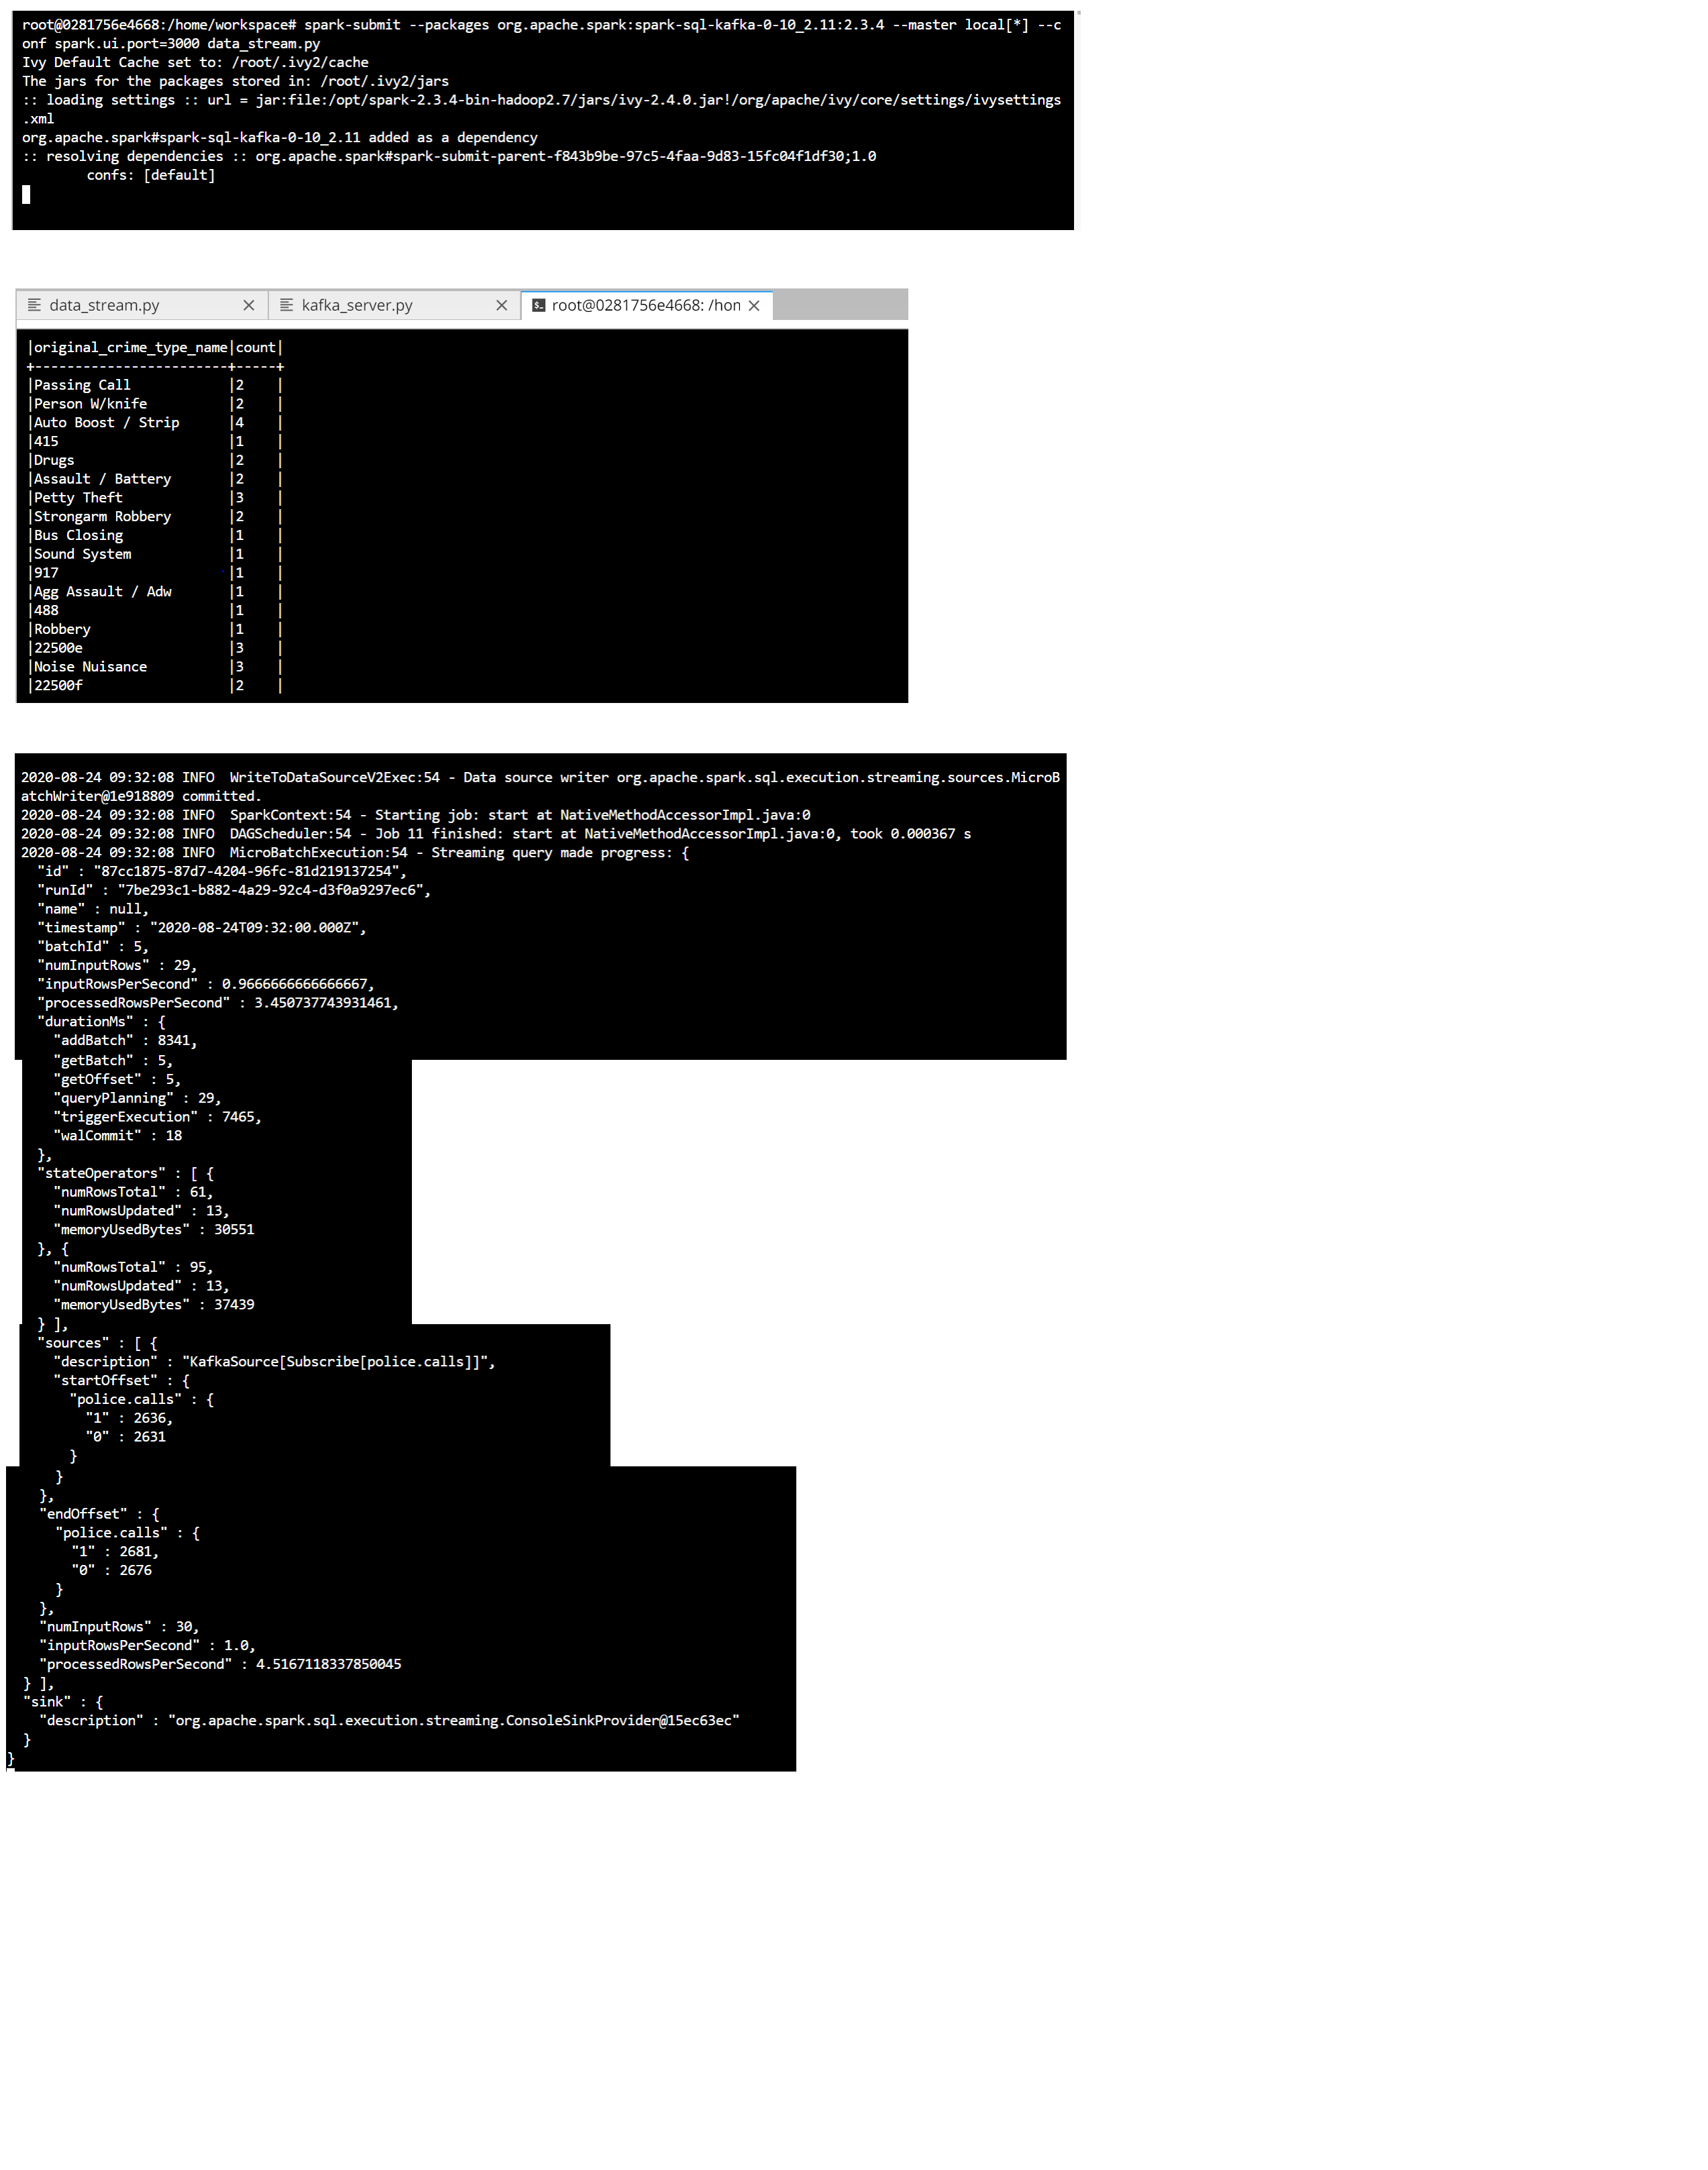 root@0281756e4668:/home/workspace# spark-submit --packages org.apache.spark:spark-sql-kafka-0-10_2.11:2.3.4 --master local[*] --c
onf spark.ui.port=3000 data_stream.py
Ivy Default Cache set to: /root/.ivy2/cache
The jars for the packages stored in: /root/.ivy2/jars
:: loading settings :: url = jar:file:/opt/spark-2.3.4-bin-hadoop2.7/jars/ivy-2.4.0.jar!/org/apache/ivy/core/settings/ivysettings
.xml
org.apache.spark#spark-sql-kafka-0-10_2.11 added as a dependency
:: resolving dependencies :: org.apache.spark#spark-submit-parent-f843b9be-97c5-4faa-9d83-15fc04f1df30;1.0
        confs: [default]
data_stream.py kafka_server.py root@0281756e4668: /hon
|original_crime_type_name|count|
+------------------------+-----+
|Passing Call            |2    |
|Person W/knife          |2    |
|Auto Boost / Strip      |4    |
|415                     |1    |
|Drugs                   |2    |
|Assault / Battery       |2    |
|Petty Theft             |3    |
|Strongarm Robbery       |2    |
|Bus Closing             |1    |
|Sound System            |1    |
|917                     |1    |
|Agg Assault / Adw       |1    |
|488                     |1    |
|Robbery                 |1    |
|22500e                  |3    |
|Noise Nuisance          |3    |
|22500f                  |2    |
2020-08-24 09:32:08 INFO  WriteToDataSourceV2Exec:54 - Data source writer org.apache.spark.sql.execution.streaming.sources.MicroB
atchWriter@1e918809 committed.
2020-08-24 09:32:08 INFO  SparkContext:54 - Starting job: start at NativeMethodAccessorImpl.java:0
2020-08-24 09:32:08 INFO  DAGScheduler:54 - Job 11 finished: start at NativeMethodAccessorImpl.java:0, took 0.000367 s
2020-08-24 09:32:08 INFO  MicroBatchExecution:54 - Streaming query made progress: {
  "id" : "87cc1875-87d7-4204-96fc-81d219137254",
  "runId" : "7be293c1-b882-4a29-92c4-d3f0a9297ec6",
  "name" : null,
  "timestamp" : "2020-08-24T09:32:00.000Z",
  "batchId" : 5,
  "numInputRows" : 29,
  "inputRowsPerSecond" : 0.9666666666666667,
  "processedRowsPerSecond" : 3.450737743931461,
  "durationMs" : {
    "addBatch" : 8341,
    "getBatch" : 5,
    "getOffset" : 5,
    "queryPlanning" : 29,
    "triggerExecution" : 7465,
    "walCommit" : 18
  },
  "stateOperators" : [ {
    "numRowsTotal" : 61,
    "numRowsUpdated" : 13,
    "memoryUsedBytes" : 30551
  }, {
    "numRowsTotal" : 95,
    "numRowsUpdated" : 13,
    "memoryUsedBytes" : 37439
  } ],
  "sources" : [ {
    "description" : "KafkaSource[Subscribe[police.calls]]",
    "startOffset" : {
      "police.calls" : {
        "1" : 2636,
        "0" : 2631
      }
    }
  },
  "endOffset" : {
    "police.calls" : {
      "1" : 2681,
      "0" : 2676
    }
  },
  "numInputRows" : 30,
  "inputRowsPerSecond" : 1.0,
  "processedRowsPerSecond" : 4.5167118337850045
} ],
"sink" : {
  "description" : "org.apache.spark.sql.execution.streaming.ConsoleSinkProvider@15ec63ec"
}
}